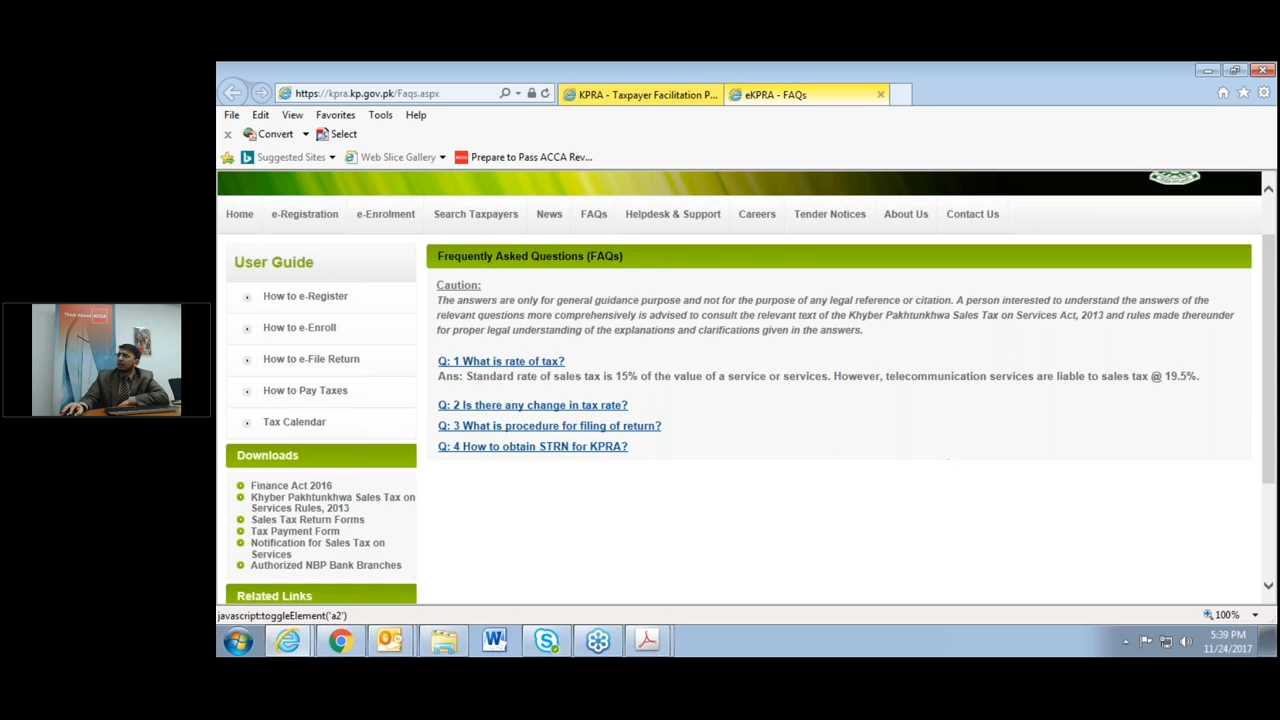 https://kpra.kp.gov.pk/Faqs.aspx
KPRA - Taxpayer Facilitation P...
eKPRA - FAQs
File Edit View Favorites Tools Help
Convert Select
Suggested Sites Web Slice Gallery Prepare to Pass ACCA Rev...
Home e-Registration e-Enrolment Search Taxpayers News FAQs Helpdesk & Support Careers Tender Notices About Us Contact Us
User Guide
How to e-Register
How to e-Enroll
How to e-File Return
How to Pay Taxes
Tax Calendar
Downloads
Finance Act 2016
Khyber Pakhtunkhwa Sales Tax on
Services Rules, 2013
Sales Tax Return Forms
Tax Payment Form
Notification for Sales Tax on
Services
Authorized NBP Bank Branches
Related Links
Frequently Asked Questions (FAQs)
Caution:
The answers are only for general guidance purpose and not for the purpose of any legal reference or citation. A person interested to understand the answers of the
relevant questions more comprehensively is advised to consult the relevant text of the Khyber Pakhtunkhwa Sales Tax on Services Act, 2013 and rules made thereunder
for proper legal understanding of the explanations and clarifications given in the answers.
Q: 1 What is rate of tax?
Ans: Standard rate of sales tax is 15% of the value of a service or services. However, telecommunication services are liable to sales tax @ 19.5%.
Q: 2 Is there any change in tax rate?
Q: 3 What is procedure for filing of return?
Q: 4 How to obtain STRN for KPRA?
javascript:toggleElement('a2')
100%
5:39 PM
11/24/2017
Think Ahead ACCA